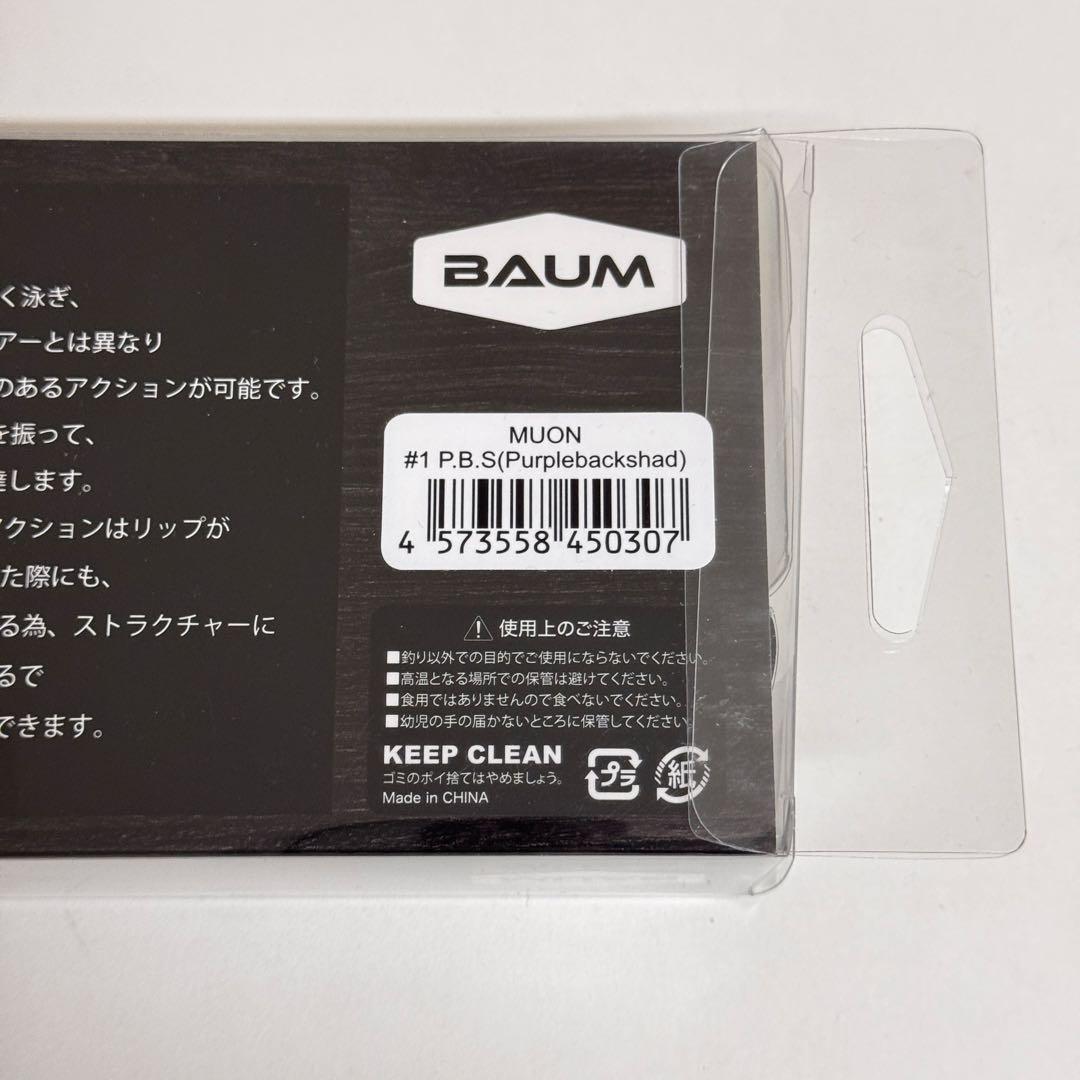 く泳ぎ、
アーとは異なり
のあるアクションが可能です。
を振って、
達します。
アクションはリップが
た際にも、
る為、ストラクチャーに
るで
できます。
BAUM
MUON
#1 P.B.S(Purplebackshad)
4 573558 450307
使用上のご注意
■釣り以外での目的でご使用にならないでください。
■高温となる場所での保管は避けてください。
■食用ではありませんので食べないでください。
■幼児の手の届かないところに保管してください。
KEEP CLEAN
ゴミのポイ捨てはやめましょう。
Made in CHINA
プラ
紙